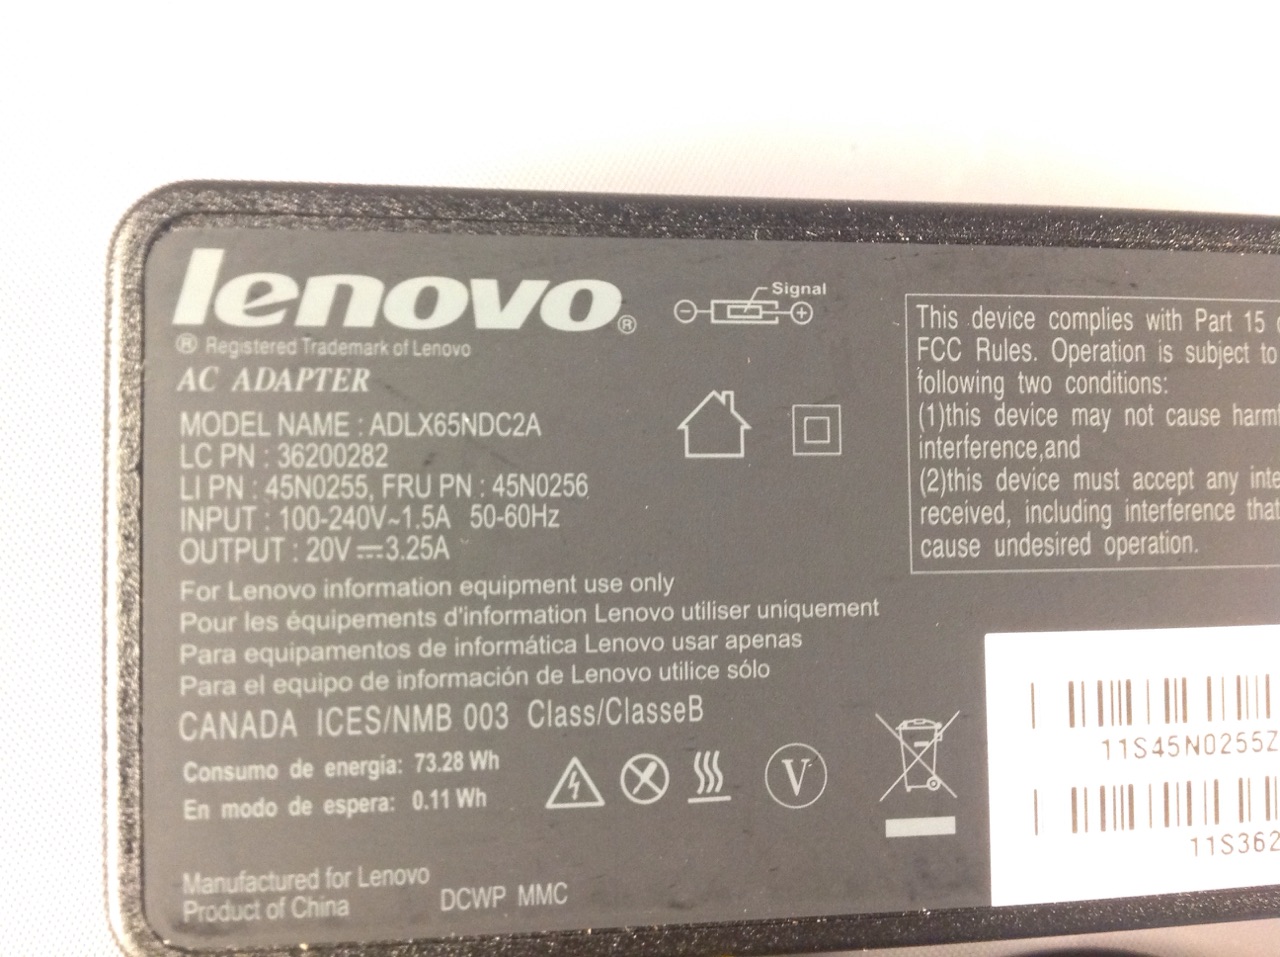 lenovo®
® Registered Trademark of Lenovo
AC ADAPTER
MODEL NAME : ADLX65NDC2A
LC PN : 36200282
LI PN : 45N0255, FRU PN : 45N0256
INPUT : 100-240V~1.5A 50-60Hz
OUTPUT : 20V⎓3.25A
For Lenovo information equipment use only
Pour les équipements d'information Lenovo utiliser uniquement
Para equipamentos de informática Lenovo usar apenas
Para el equipo de información de Lenovo utilice sólo
CANADA ICES/NMB 003 Class/ClasseB
Consumo de energia: 73.28 Wh
En modo de espera: 0.11 Wh
Manufactured for Lenovo
Product of China
DCWP MMC
Signal
V
This device complies with Part 15
FCC Rules. Operation is subject to
following two conditions:
(1)this device may not cause harm
interference,and
(2)this device must accept any inte
received, including interference that
cause undesired operation.
11S45N0255Z
11S362